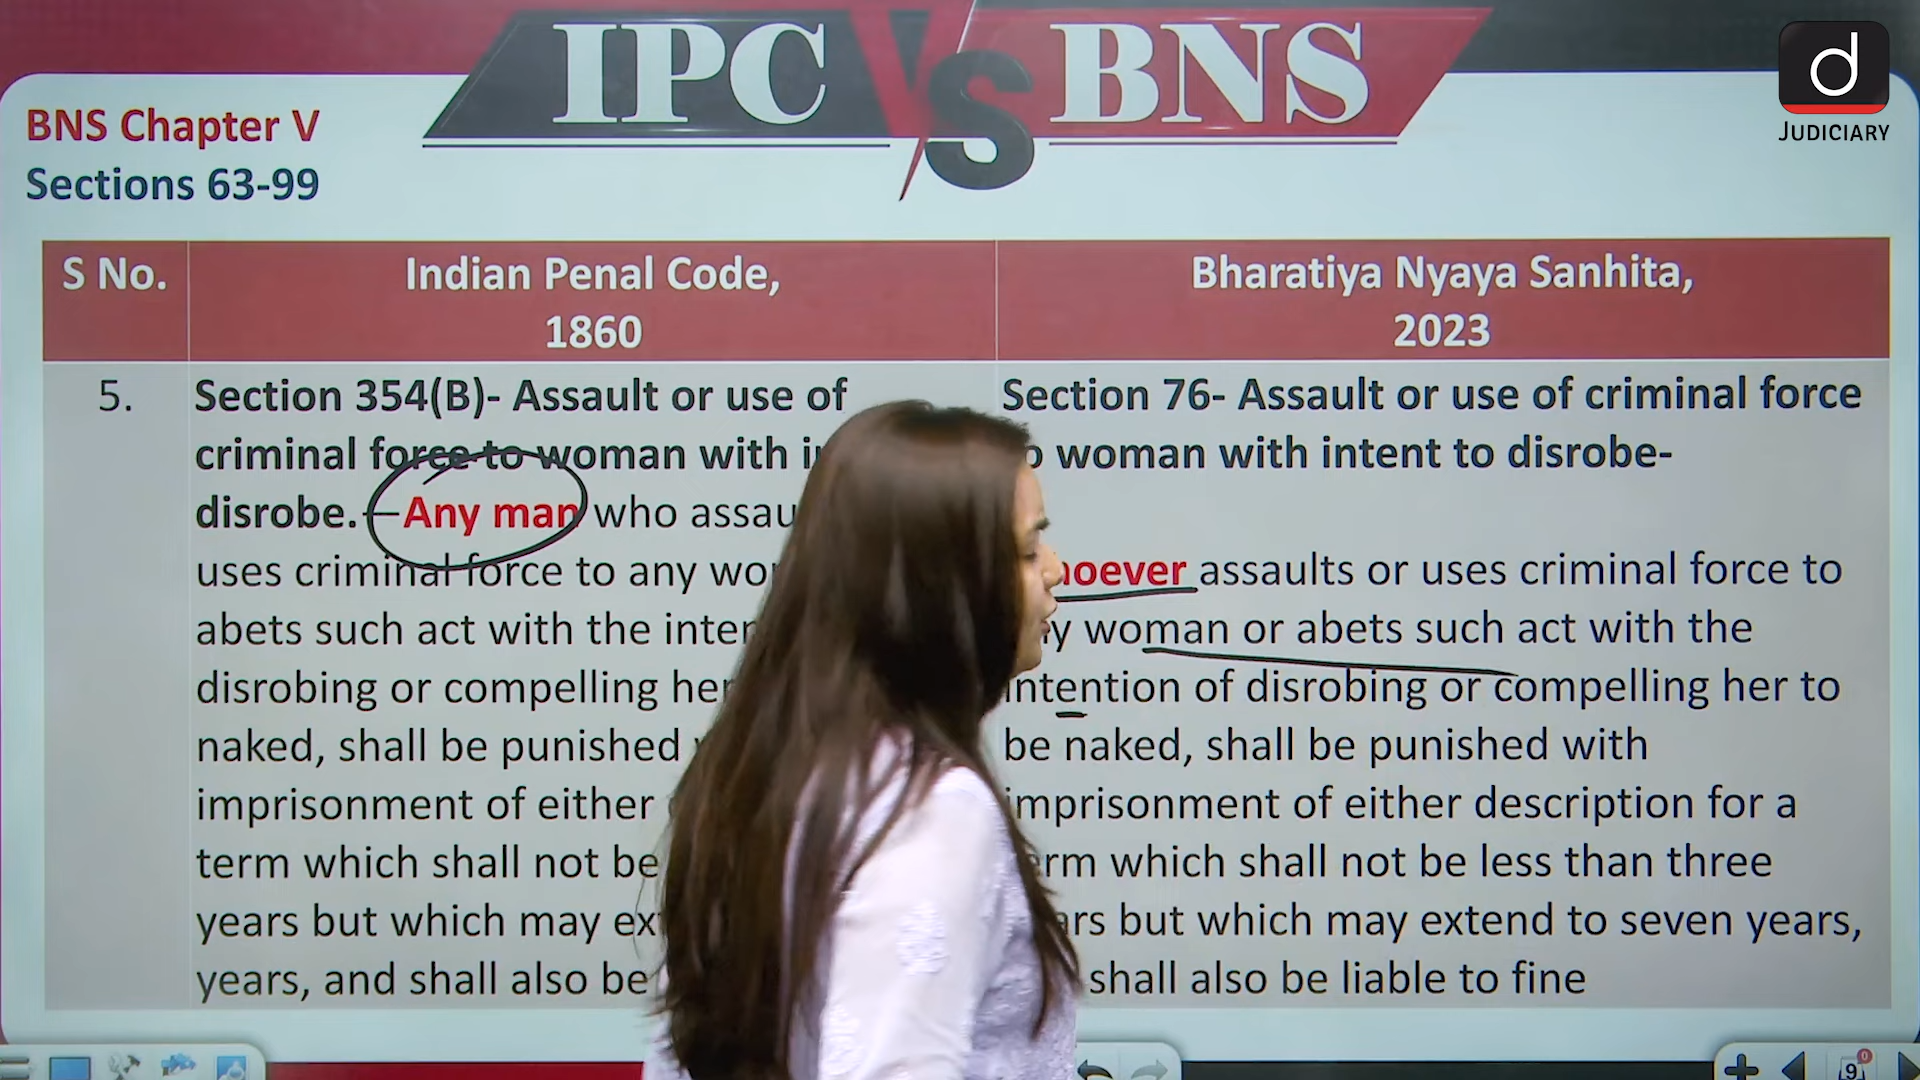 IPC VS BNS
d
JUDICIARY
BNS Chapter V
Sections 63-99
S No.
Indian Penal Code,
1860
Bharatiya Nyaya Sanhita,
2023
5.
Section 354(B)- Assault or use of
criminal force to woman with
disrobe.—Any man who
uses criminal force to any
abets such act with the
disrobing or compelling her
naked, shall be punished
imprisonment of either
term which shall not be
years but which may
years, and shall also be
Section 76- Assault or use of criminal force
woman with intent to disrobe-
assaults or uses criminal force to
woman or abets such act with the
intention of disrobing or compelling her to
be naked, shall be punished with
imprisonment of either description for a
which shall not be less than three
but which may extend to seven years,
shall also be liable to fine
0
9